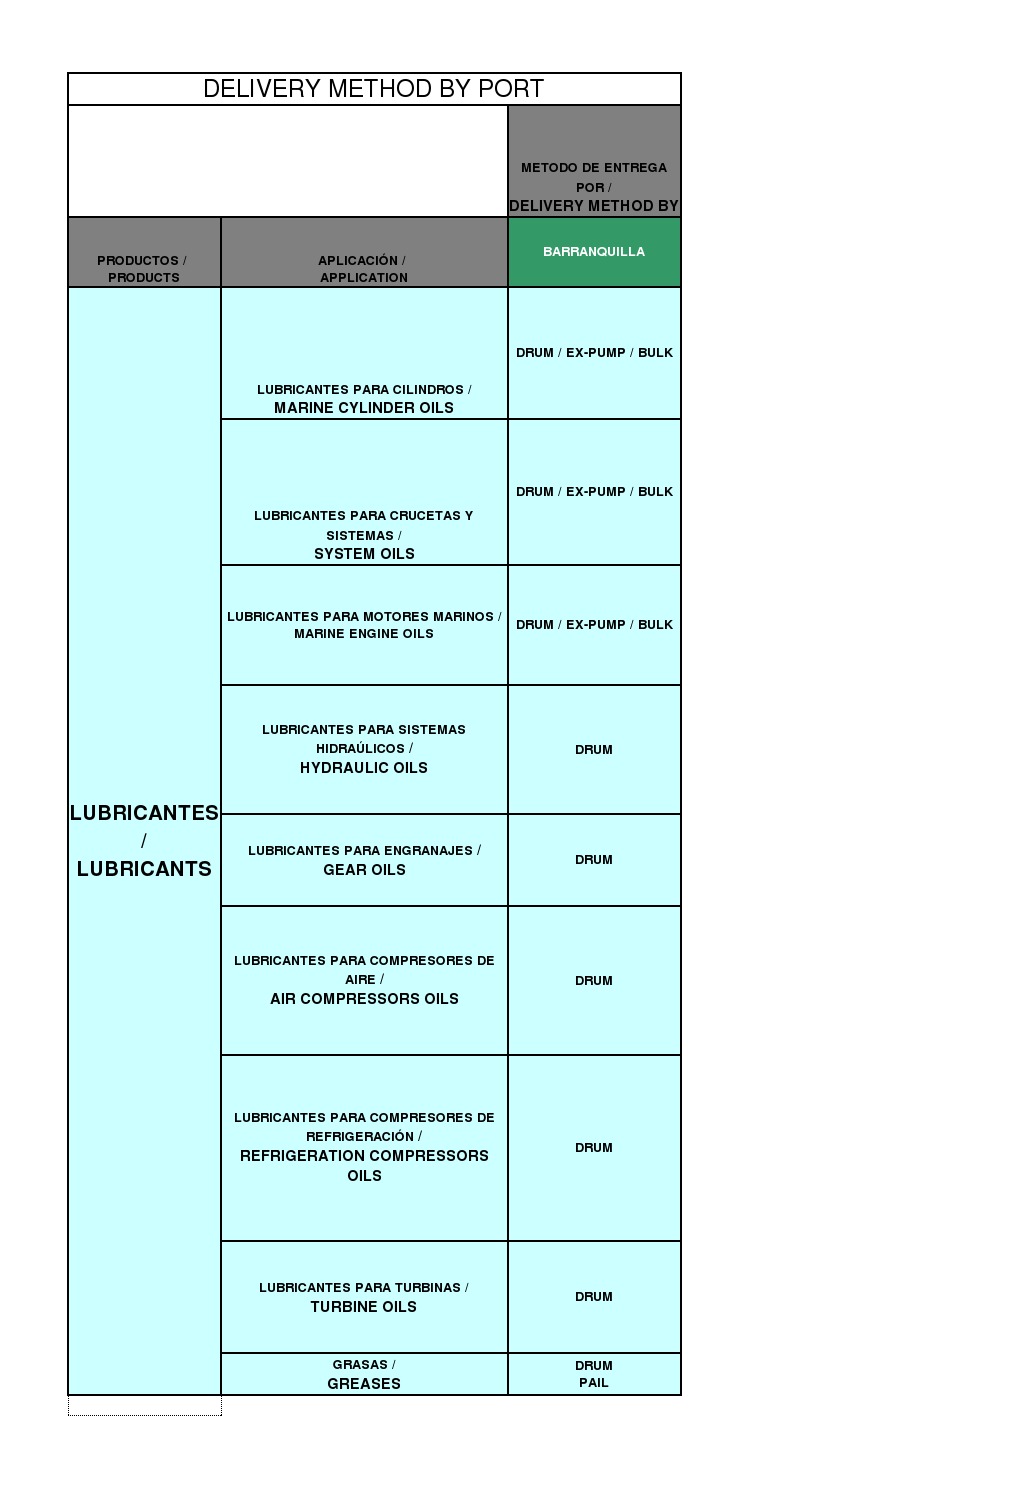 DELIVERY METHOD BY PORT
METODO DE ENTREGA
POR /
DELIVERY METHOD BY
PRODUCTOS /
PRODUCTS
APLICACIÓN /
APPLICATION
BARRANQUILLA
LUBRICANTES
/
LUBRICANTS
LUBRICANTES PARA CILINDROS /
MARINE CYLINDER OILS
DRUM / EX-PUMP / BULK
LUBRICANTES PARA CRUCETAS Y
SISTEMAS /
SYSTEM OILS
DRUM / EX-PUMP / BULK
LUBRICANTES PARA MOTORES MARINOS /
MARINE ENGINE OILS
DRUM / EX-PUMP / BULK
LUBRICANTES PARA SISTEMAS
HIDRAÚLICOS /
HYDRAULIC OILS
DRUM
LUBRICANTES PARA ENGRANAJES /
GEAR OILS
DRUM
LUBRICANTES PARA COMPRESORES DE
AIRE /
AIR COMPRESSORS OILS
DRUM
LUBRICANTES PARA COMPRESORES DE
REFRIGERACIÓN /
REFRIGERATION COMPRESSORS
OILS
DRUM
LUBRICANTES PARA TURBINAS /
TURBINE OILS
DRUM
GRASAS /
GREASES
DRUM
PAIL